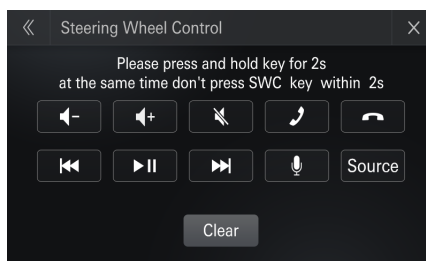 Steering Wheel Control
Please press and hold key for 2s
at the same time don't press SWC key within 2s
Source
Clear